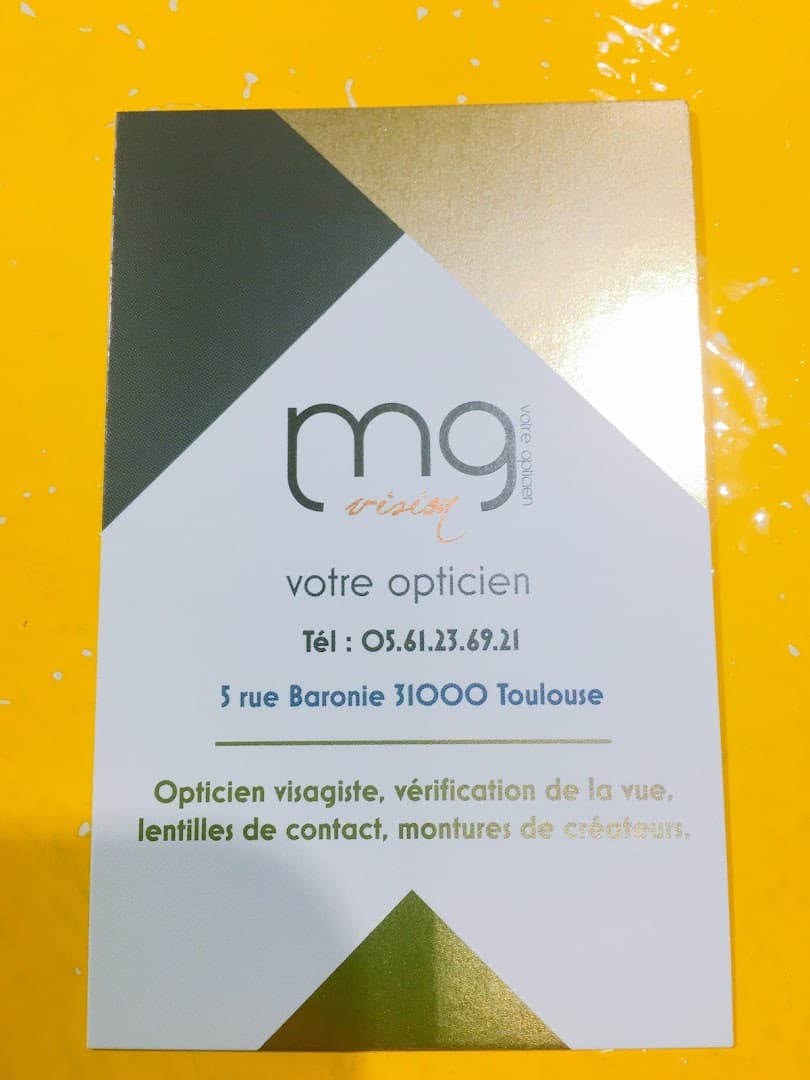 mg
votre opticien
vision
votre opticien
Tél : 05.61.23.69.21
5 rue Baronie 31000 Toulouse
Opticien visagiste, vérification de la vue,
lentilles de contact, montures de créateurs.